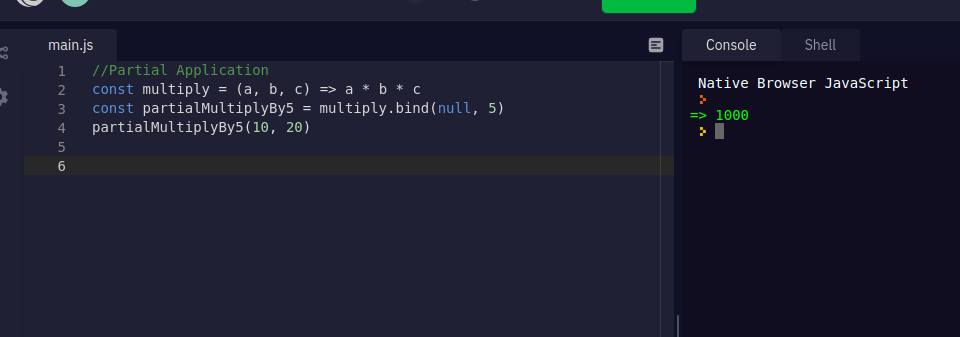 main.js
1 //Partial Application
2 const multiply = (a, b, c) => a * b * c
3 const partialMultiplyBy5 = multiply.bind(null, 5)
4 partialMultiplyBy5(10, 20)
5
6
Console Shell
Native Browser JavaScript
=> 1000